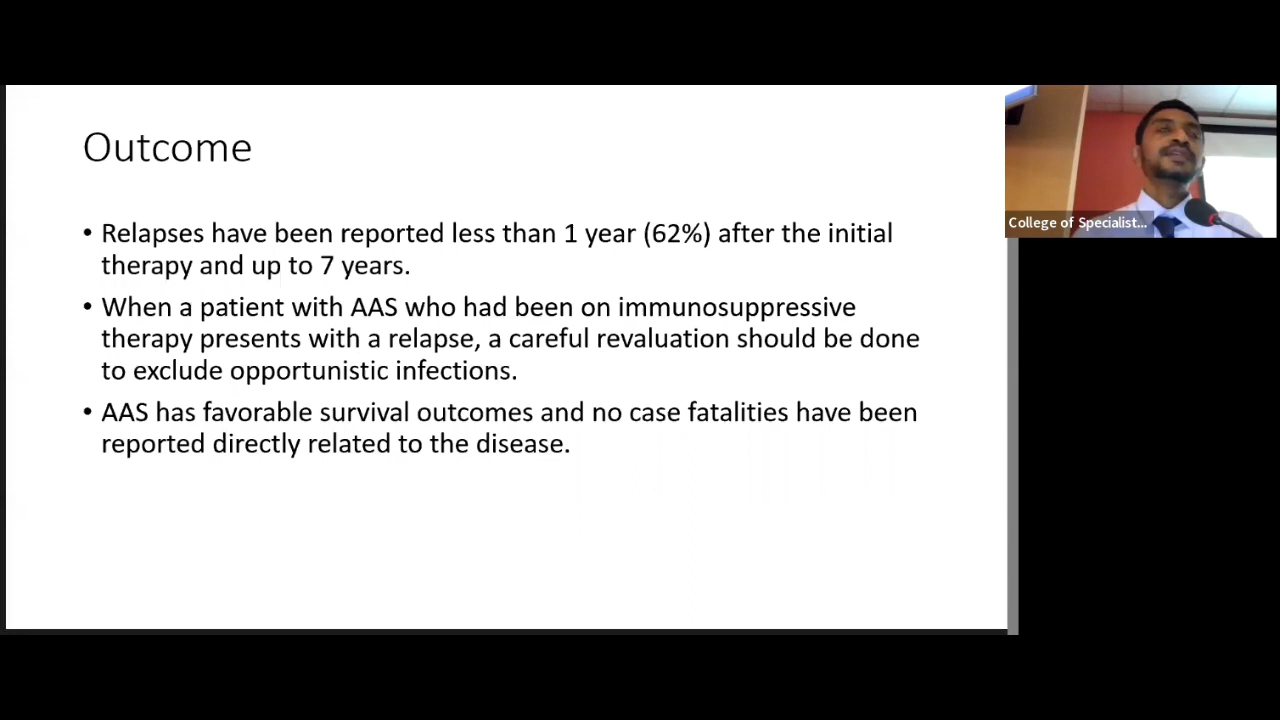 Outcome
• Relapses have been reported less than 1 year (62%) after the initial
therapy and up to 7 years.
• When a patient with AAS who had been on immunosuppressive
therapy presents with a relapse, a careful revaluation should be done
to exclude opportunistic infections.
• AAS has favorable survival outcomes and no case fatalities have been
reported directly related to the disease.
College of Specialist...